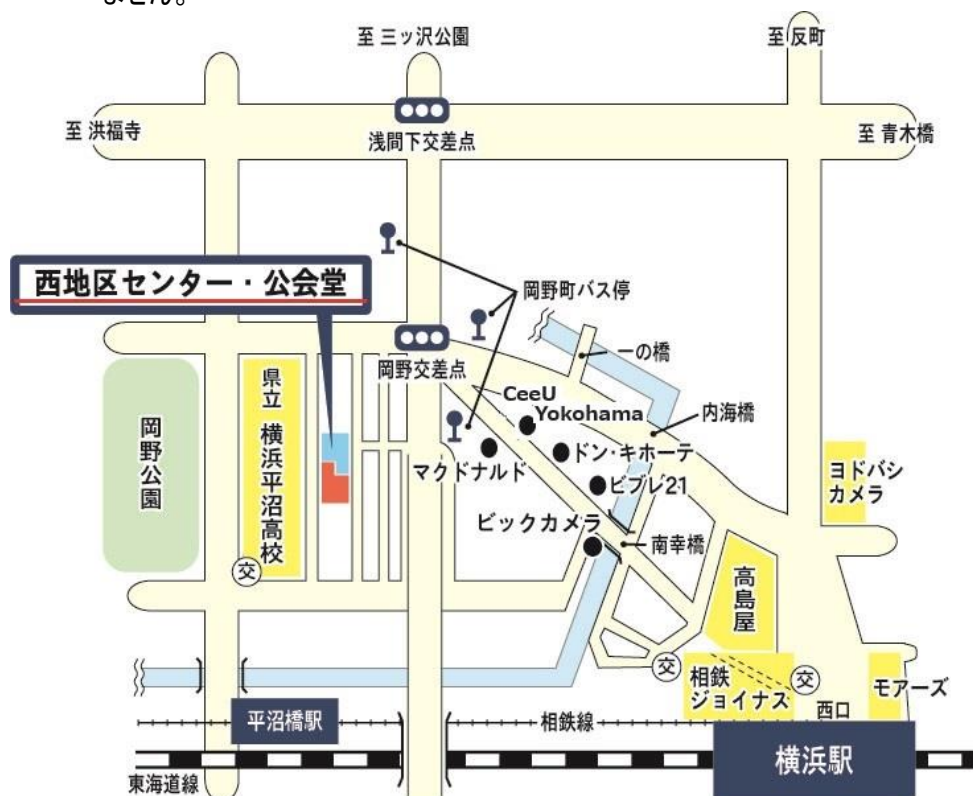 ません。
至 三ッ沢公園
至 反町
至 洪福寺
浅間下交差点
至 青木橋
西地区センター・公会堂
岡野町バス停
一の橋
岡野交差点
CeeU
Yokohama
内海橋
岡野公園
県立 横浜平沼高校
マクドナルド
ドン・キホーテ
ビブレ21
ヨドバシ
カメラ
ビックカメラ
南幸橋
交
高島屋
交
相鉄
ジョイナス
交
モアーズ
西口
平沼橋駅
相鉄線
横浜駅
東海道線